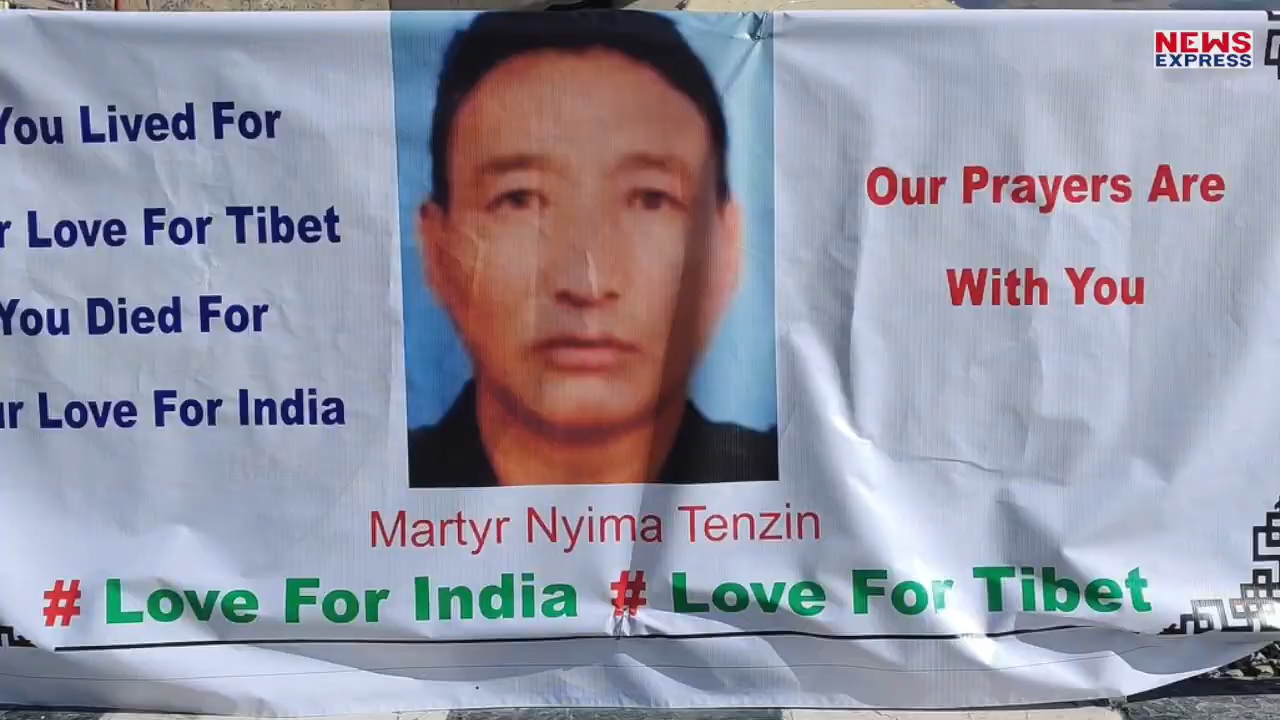 NEWS
EXPRESS
You Lived For
r Love For Tibet
You Died For
ur Love For India
Our Prayers Are
With You
Martyr Nyima Tenzin
# Love For India # Love For Tibet